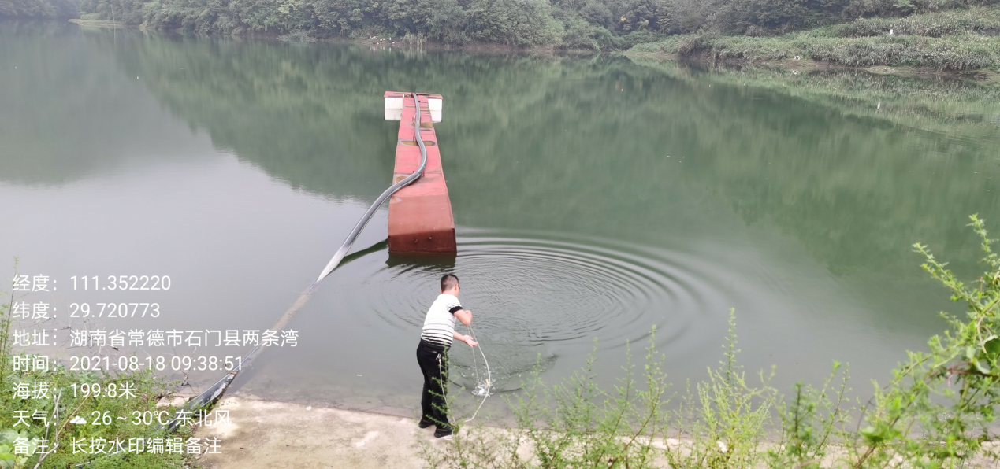 经度：111.352220
纬度：29.720773
地址：湖南省常德市石门县两条湾
时间：2021-08-18 09:38:51
海拔：199.8米
天气：26 ~ 30℃ 东北风
备注：长按水印编辑备注